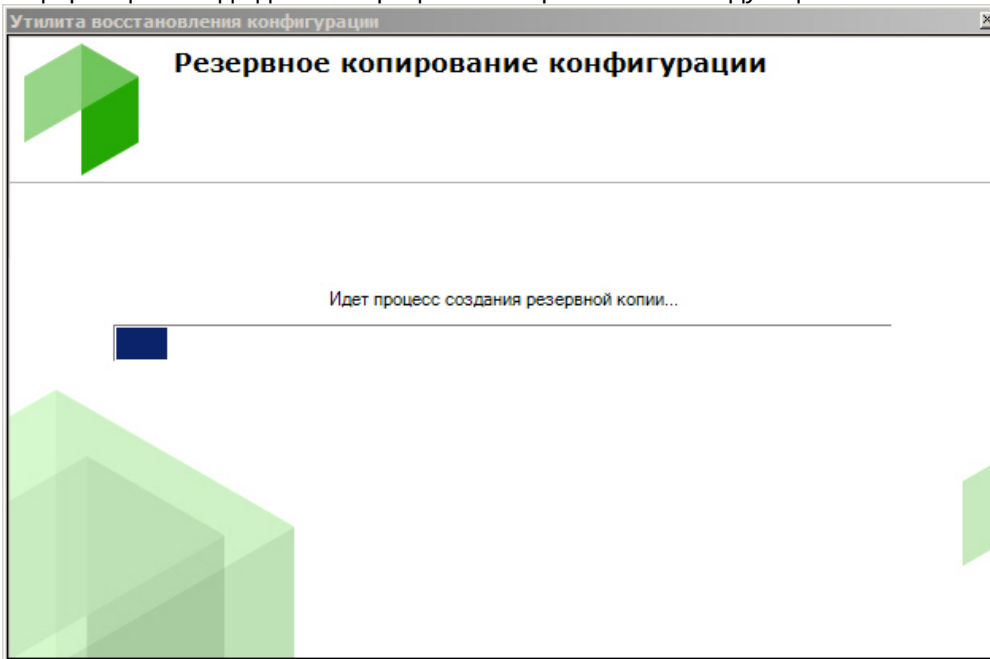 Утилита восстановления конфигурации
Резервное копирование конфигурации
Идет процесс создания резервной копии...